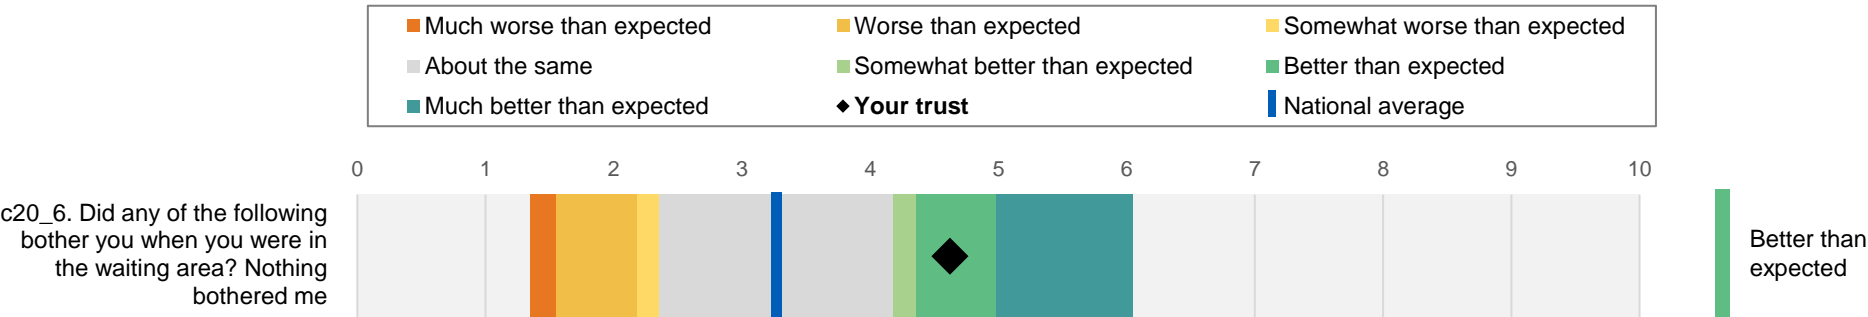 Much worse than expected
Worse than expected
Somewhat worse than expected
About the same
Somewhat better than expected
Better than expected
Much better than expected
Your trust
National average
0 1 2 3 4 5 6 7 8 9 10
c20_6. Did any of the following
bother you when you were in
the waiting area? Nothing
bothered me
Better than
expected